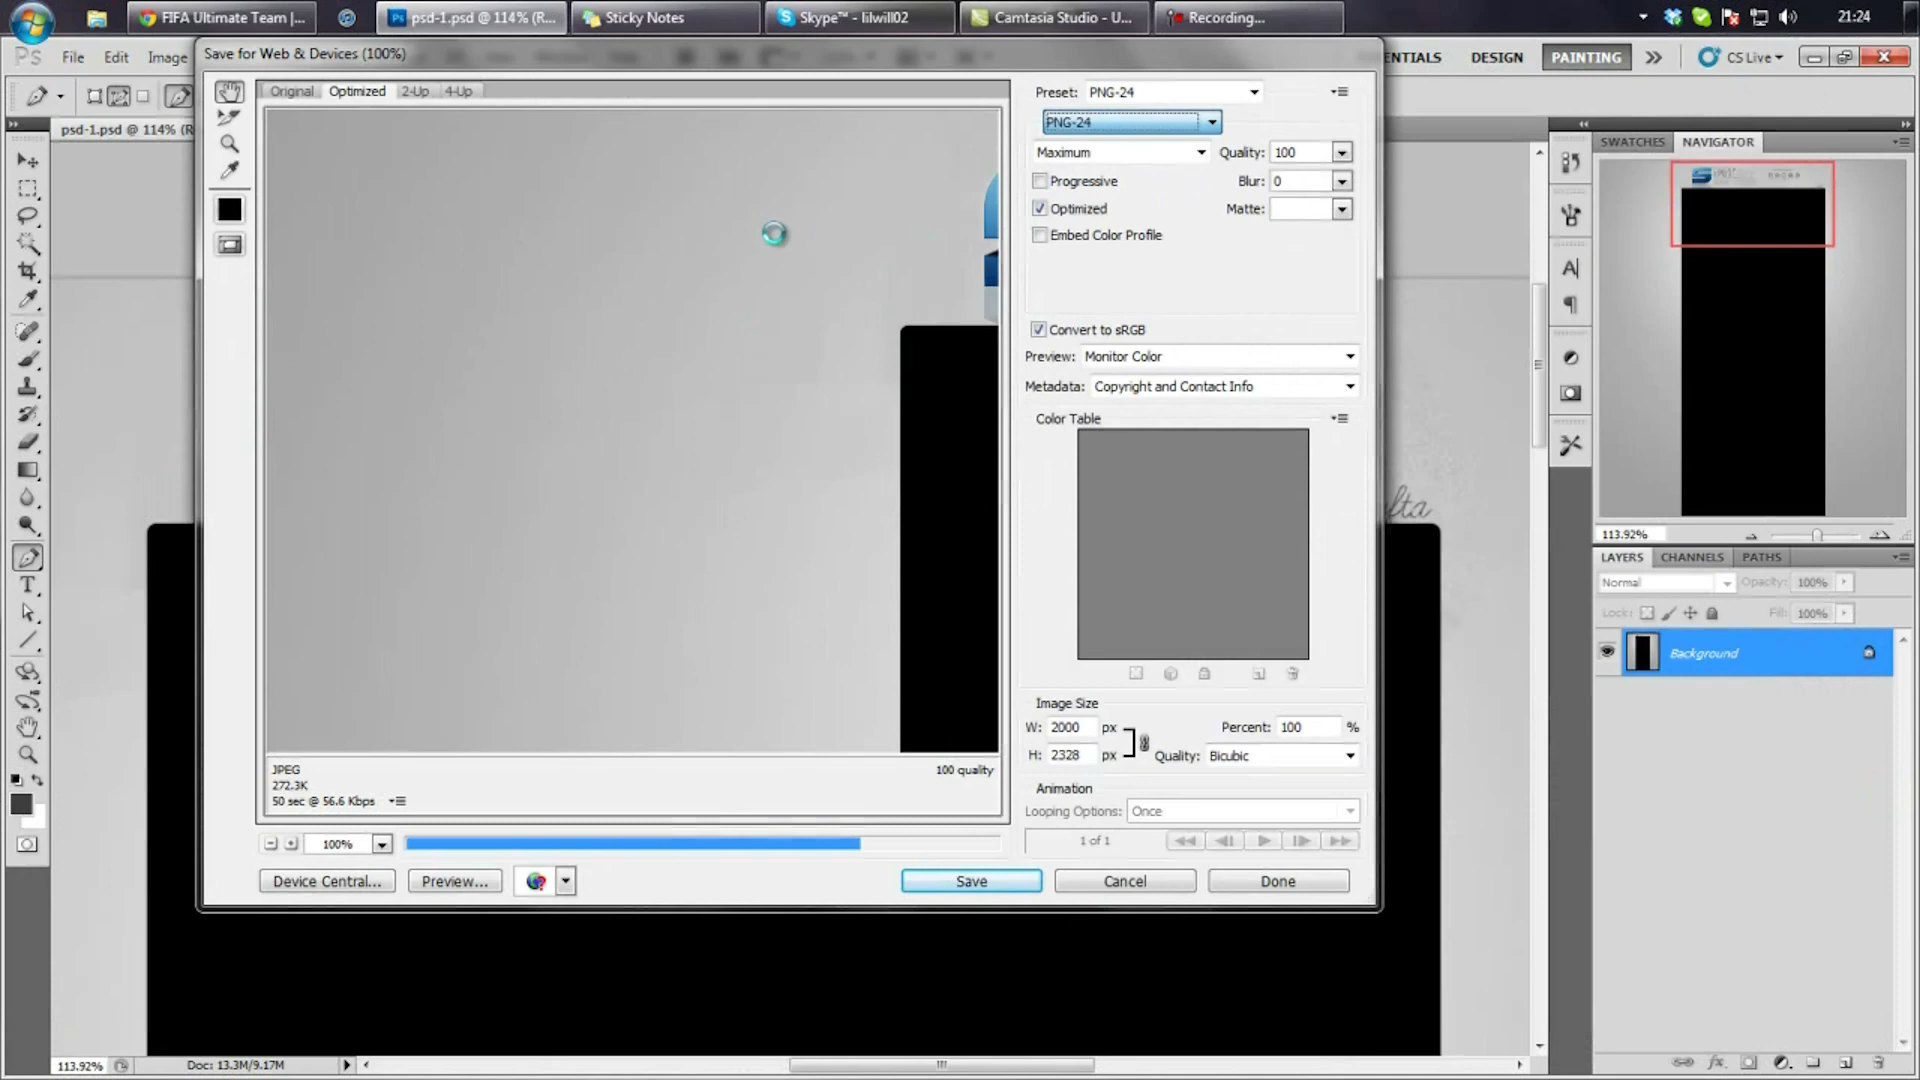 FIFA Ultimate Team |...
psd-1.psd @ 114% (R...
Sticky Notes
Skype™ - lilwill02
Camtasia Studio - U...
Recording...
21:24
Ps
File
Edit
Image
Save for Web & Devices (100%)
ENTIALS
DESIGN
PAINTING
CS Live
psd-1.psd @ 114% (R
Original
Optimized
2-Up
4-Up
Preset: PNG-24
PNG-24
Maximum
Quality: 100
Progressive
Blur: 0
Optimized
Matte:
Embed Color Profile
Convert to sRGB
Preview: Monitor Color
Metadata: Copyright and Contact Info
Color Table
Image Size
W: 2000 px
Percent: 100 %
H: 2328 px
Quality: Bicubic
Animation
Looping Options: Once
1 of 1
JPEG
100 quality
272.3K
50 sec @ 56.6 Kbps
100%
Device Central...
Preview...
Save
Cancel
Done
SWATCHES
NAVIGATOR
113.92%
LAYERS
CHANNELS
PATHS
Normal
Opacity: 100%
Lock:
Fill: 100%
Background
113.92%
Doc: 13.3M/9.17M